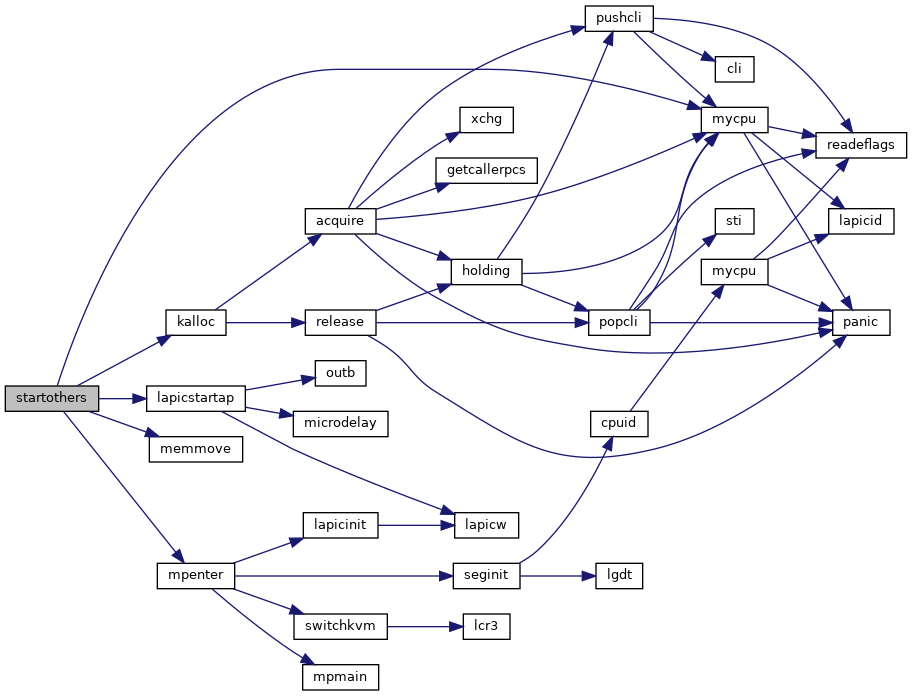 pushcli
cli
xchg
mycpu
readeflags
getcallerpcs
acquire
sti
lapicid
holding
mycpu
kalloc
release
popcli
panic
outb
startothers
lapicstartap
microdelay
cpuid
memmove
lapicinit
lapicw
mpenter
seginit
lgdt
switchkvm
lcr3
mpmain